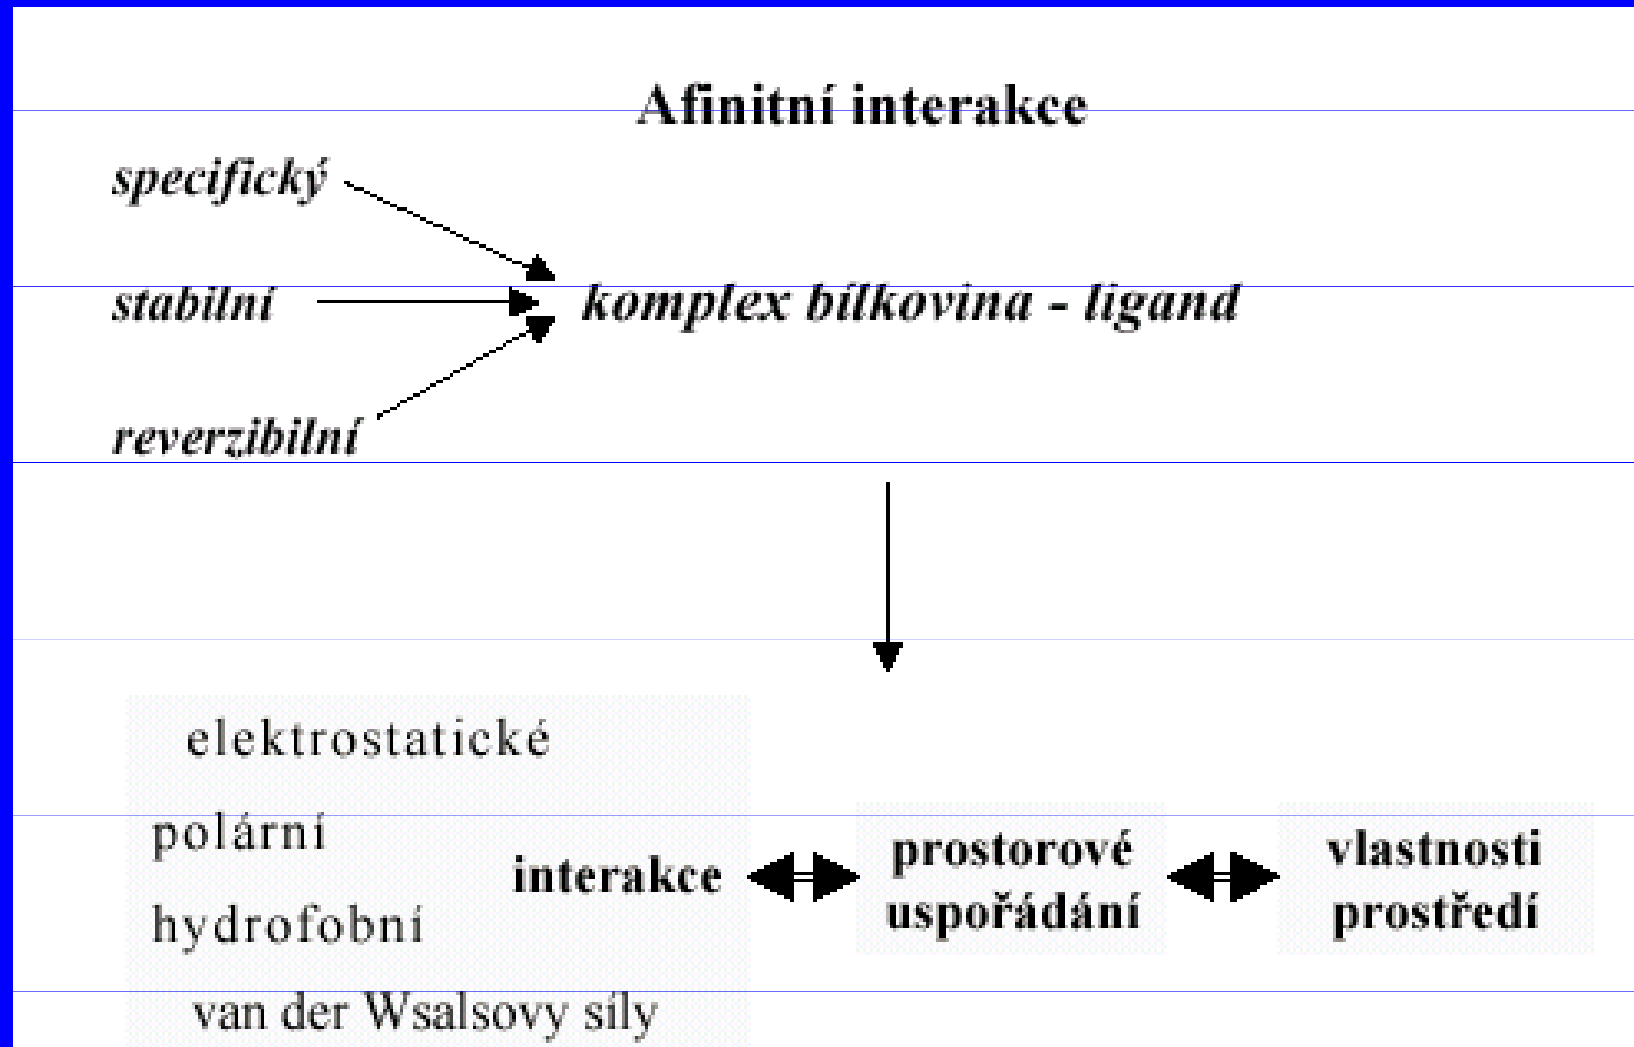 Afinitní interakce
specifický
stabilní
komplex bílkovina - ligand
reverzibilní
elektrostatické
polární
hydrofobní
van der Wsalsovy síly
interakce
prostorové
uspořádání
vlastnosti
prostředí